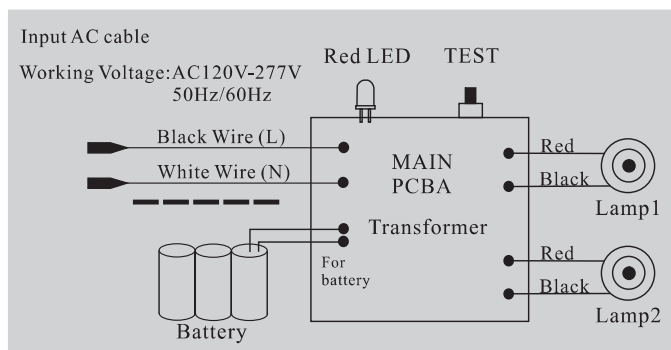 Input AC cable
Working Voltage:AC120V-277V
50Hz/60Hz
Red LED
TEST
Black Wire (L)
White Wire (N)
MAIN
PCBA
Transformer
For
battery
Battery
Red
Black
Lamp1
Red
Black
Lamp2